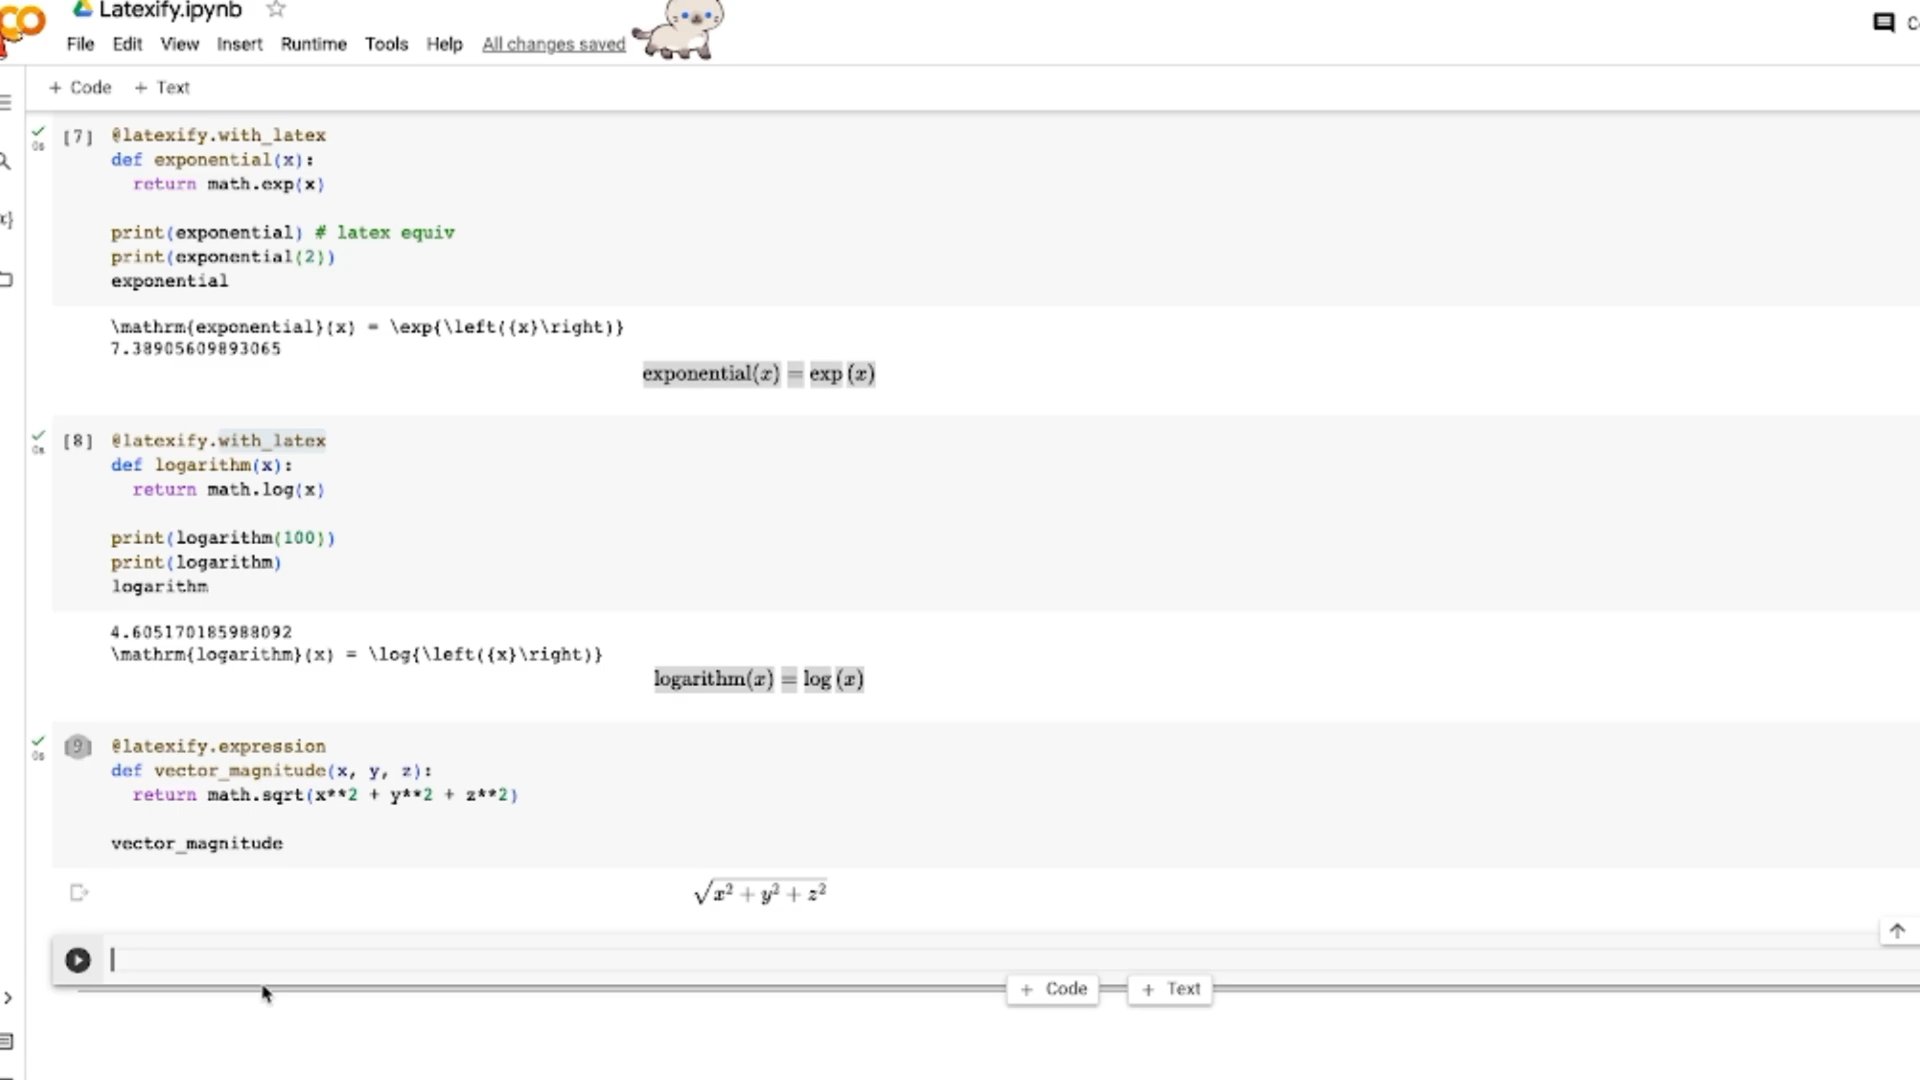 Latexify.ipynb
File Edit View Insert Runtime Tools Help All changes saved
+ Code + Text
[7] @latexify.with_latex
def exponential(x):
  return math.exp(x)
print(exponential) # latex equiv
print(exponential(2))
exponential
\mathrm{exponential}(x) = \exp{\left({x}\right)}
7.38905609893065
exponential(x) = exp (x)
[8] @latexify.with_latex
def logarithm(x):
  return math.log(x)
print(logarithm(100))
print(logarithm)
logarithm
4.605170185988092
\mathrm{logarithm}(x) = \log{\left({x}\right)}
logarithm(x) = log (x)
[9] @latexify.expression
def vector_magnitude(x, y, z):
  return math.sqrt(x**2 + y**2 + z**2)
vector_magnitude
√x² + y² + z²
+ Code + Text